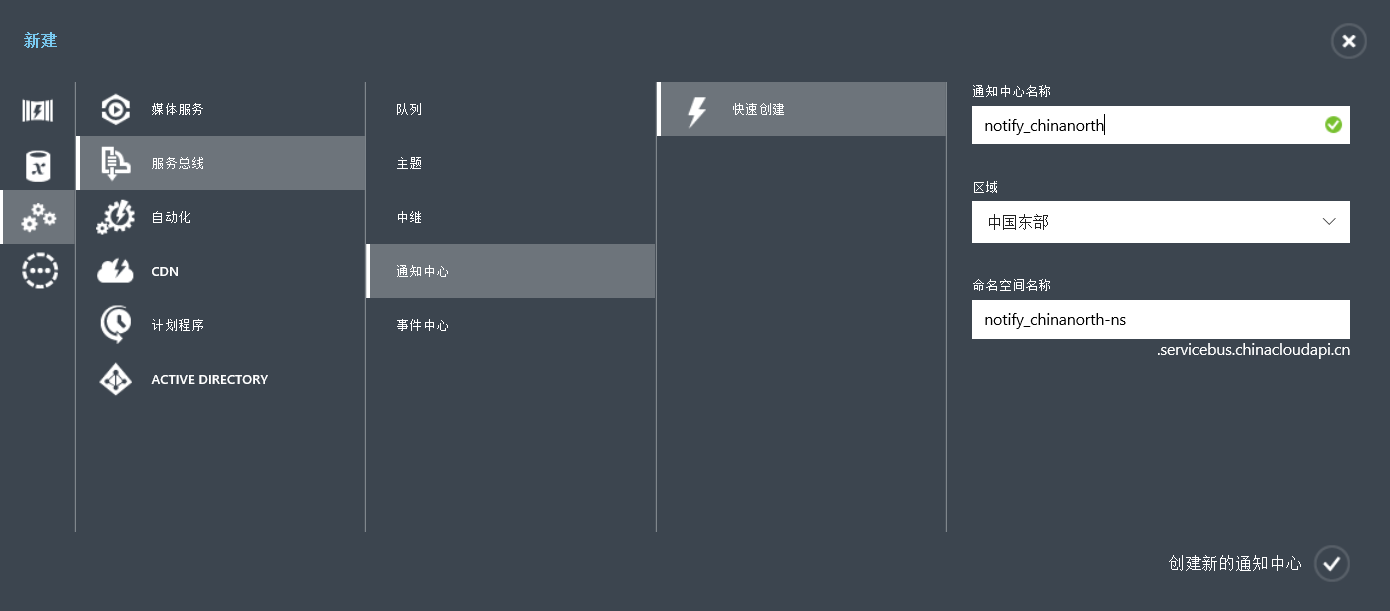 新建
媒体服务
服务总线
自动化
CDN
计划程序
ACTIVE DIRECTORY
队列
主题
中继
通知中心
事件中心
快速创建
通知中心名称
notify_chinanorth
区域
中国东部
命名空间名称
notify_chinanorth-ns
.servicebus.chinacloudapi.cn
创建新的通知中心